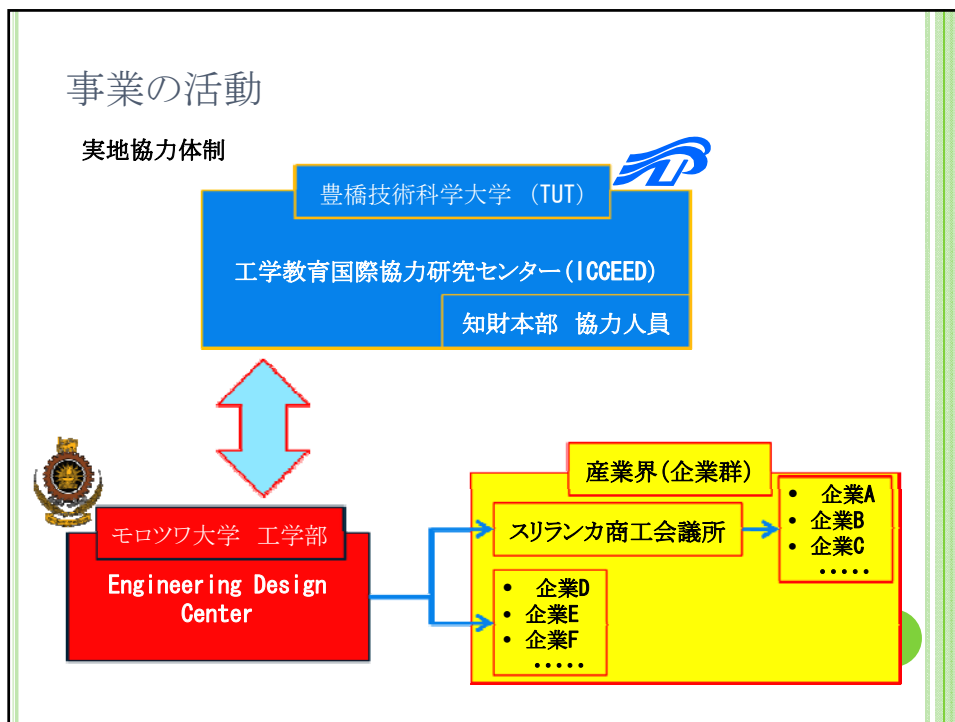 事業の活動
実地協力体制
豊橋技術科学大学 (TUT)
工学教育国際協力研究センター(ICCEED)
知財本部 協力人員
モロツワ大学 工学部
Engineering Design
Center
産業界(企業群)
スリランカ商工会議所
• 企業A
• 企業B
• 企業C
•••••
• 企業D
• 企業E
• 企業F
•••••